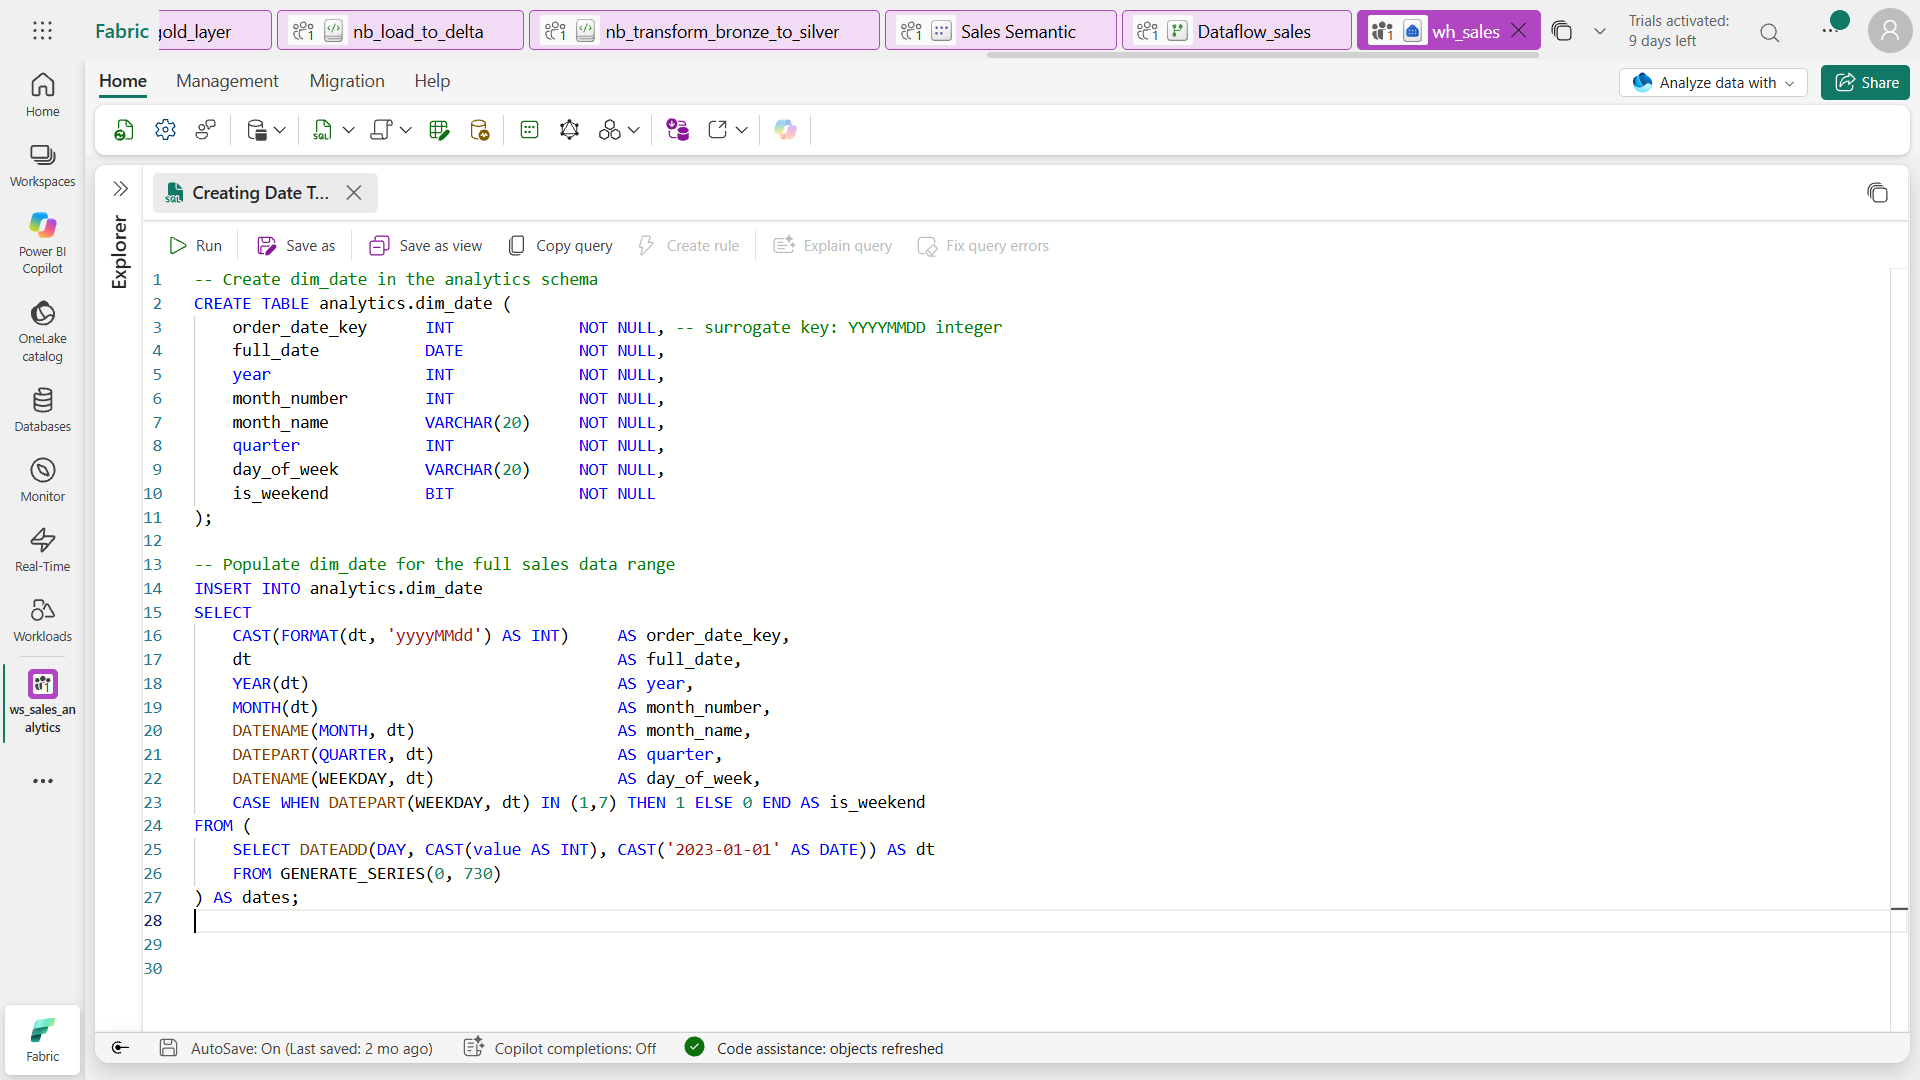 Fabric
gold_layer
1 nb_load_to_delta
1 nb_transform_bronze_to_silver
1 Sales Semantic
1 Dataflow_sales
1 wh_sales
Trials activated:
9 days left
Home Management Migration Help
Analyze data with
Share
Home
Workspaces
Power BI
Copilot
OneLake
catalog
Databases
Monitor
Real-Time
Workloads
ws_sales_an
alytics
Fabric
Explorer
SQL Creating Date T...
Run Save as Save as view Copy query Create rule Explain query Fix query errors
1 -- Create dim_date in the analytics schema
2 CREATE TABLE analytics.dim_date (
3 order_date_key INT NOT NULL, -- surrogate key: YYYYMMDD integer
4 full_date DATE NOT NULL,
5 year INT NOT NULL,
6 month_number INT NOT NULL,
7 month_name VARCHAR(20) NOT NULL,
8 quarter INT NOT NULL,
9 day_of_week VARCHAR(20) NOT NULL,
10 is_weekend BIT NOT NULL
11 );
12
13 -- Populate dim_date for the full sales data range
14 INSERT INTO analytics.dim_date
15 SELECT
16 CAST(FORMAT(dt, 'yyyyMMdd') AS INT) AS order_date_key,
17 dt AS full_date,
18 YEAR(dt) AS year,
19 MONTH(dt) AS month_number,
20 DATENAME(MONTH, dt) AS month_name,
21 DATEPART(QUARTER, dt) AS quarter,
22 DATENAME(WEEKDAY, dt) AS day_of_week,
23 CASE WHEN DATEPART(WEEKDAY, dt) IN (1,7) THEN 1 ELSE 0 END AS is_weekend
24 FROM (
25 SELECT DATEADD(DAY, CAST(value AS INT), CAST('2023-01-01' AS DATE)) AS dt
26 FROM GENERATE_SERIES(0, 730)
27 ) AS dates;
28
29
30
AutoSave: On (Last saved: 2 mo ago) Copilot completions: Off Code assistance: objects refreshed